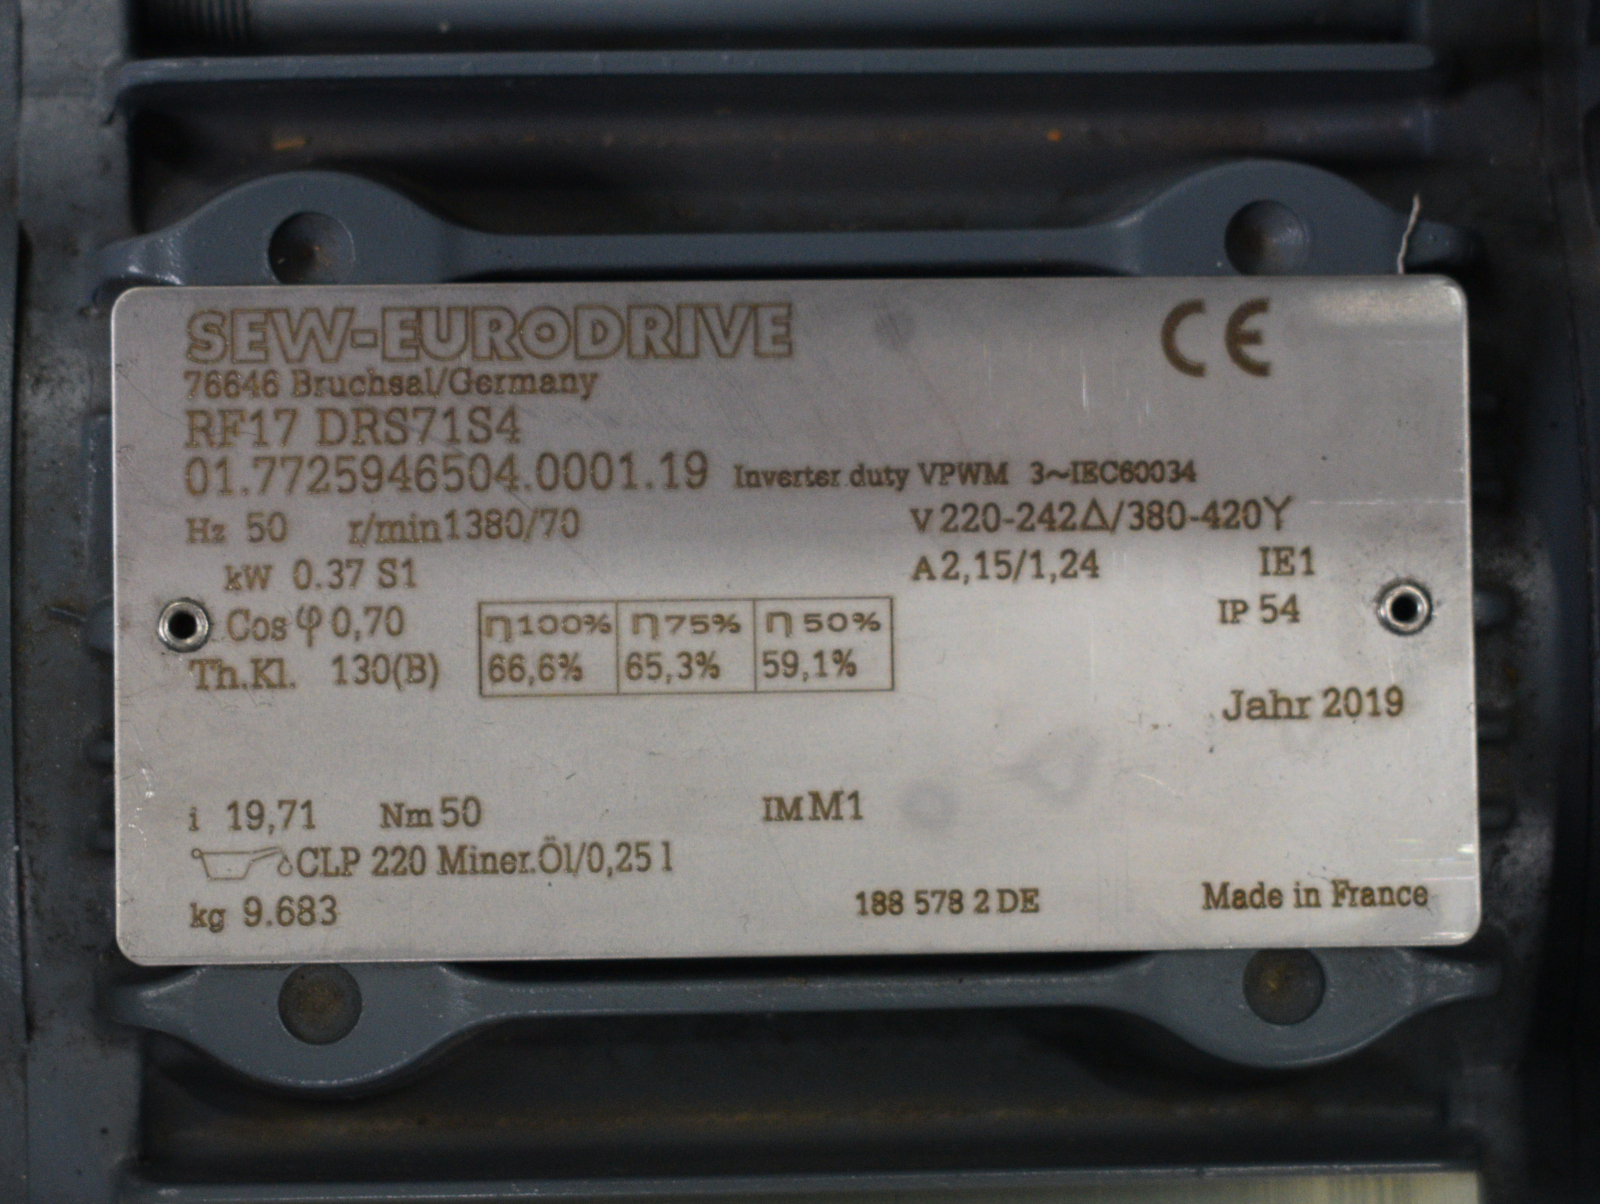 SEW-EURODRIVE CE
76646 Bruchsal/Germany
RF17 DRS71S4
01.7725946504.0001.19 Inverter duty VPWM 3~IEC60034
Hz 50 r/min 1380/70 V 220-242Δ/380-420Y
kW 0.37 S1 A 2,15/1,24 IE1
Cos φ 0,70 η 100% η 75% η 50% IP 54
Th.Kl. 130(B) 66,6% 65,3% 59,1%
Jahr 2019
i 19,71 Nm 50 IM M1
CLP 220 Miner.Öl/0,25 l
kg 9.683 188 578 2 DE Made in France